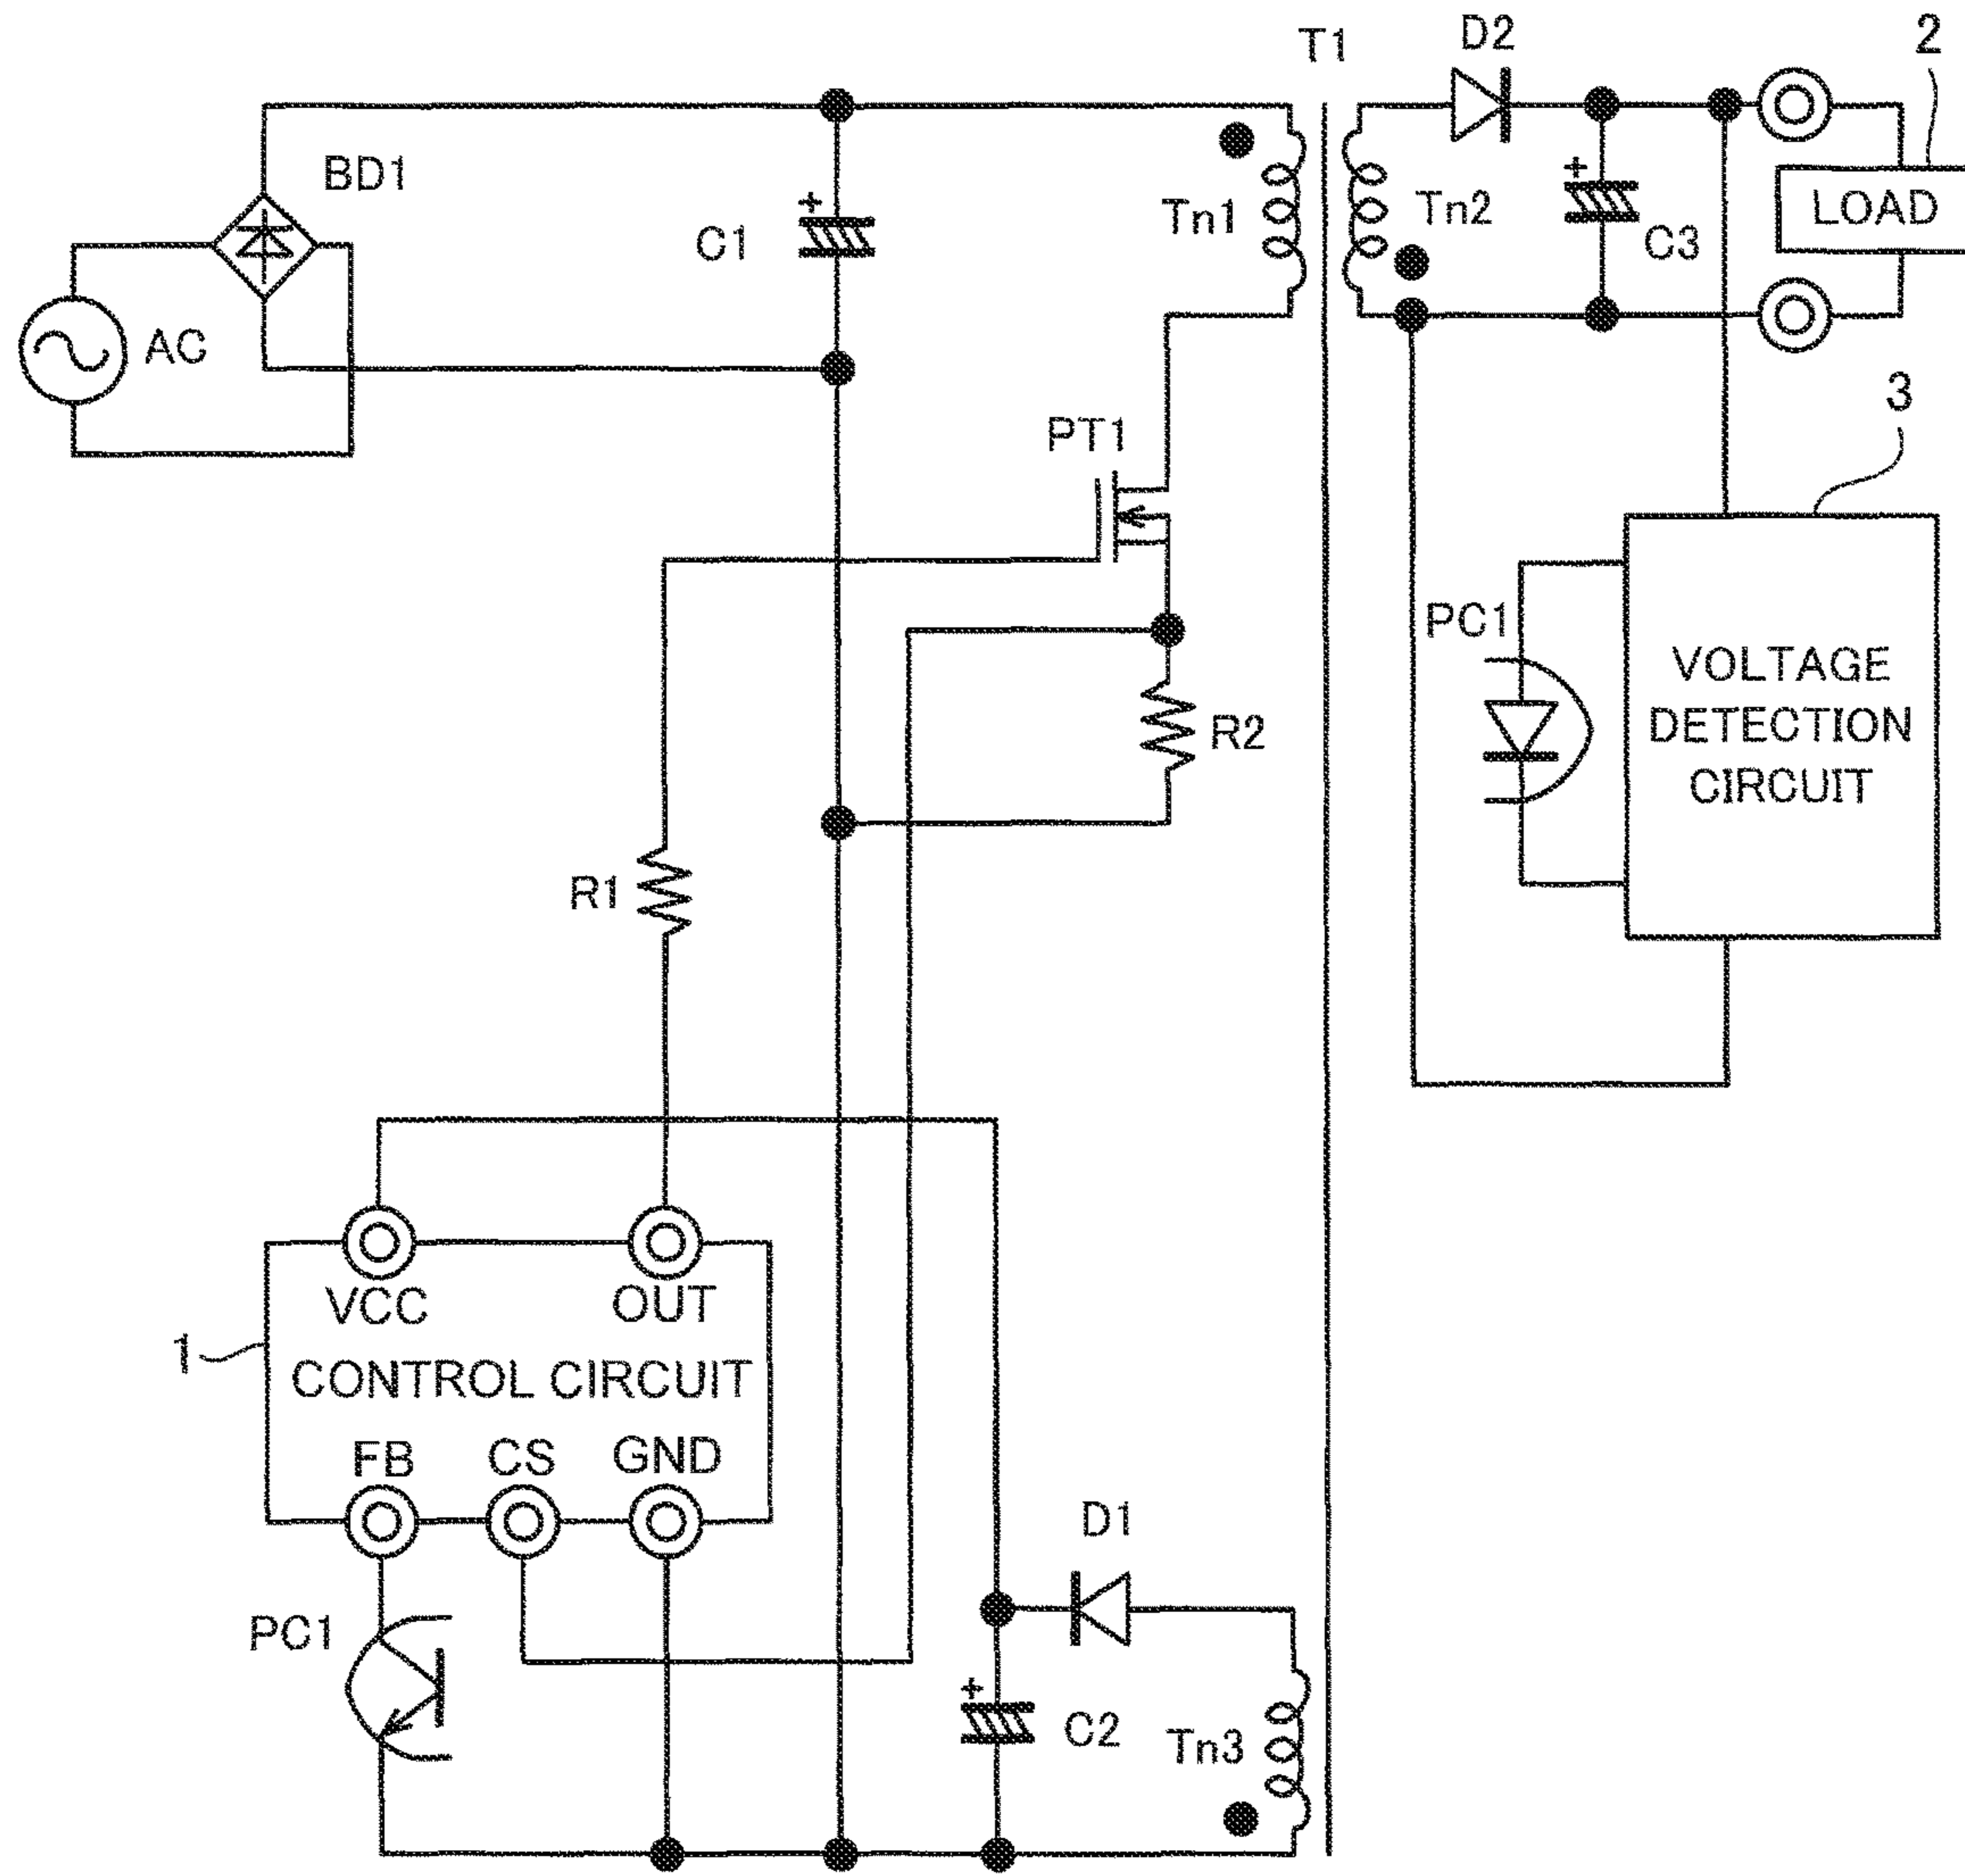 T1
D2
2
BD1
+
C1
Tn1
Tn2
+
C3
LOAD
AC
3
PT1
PC1
VOLTAGE
DETECTION
CIRCUIT
R2
R1
VCC
OUT
1
CONTROL CIRCUIT
FB
CS
GND
D1
PC1
+
C2
Tn3